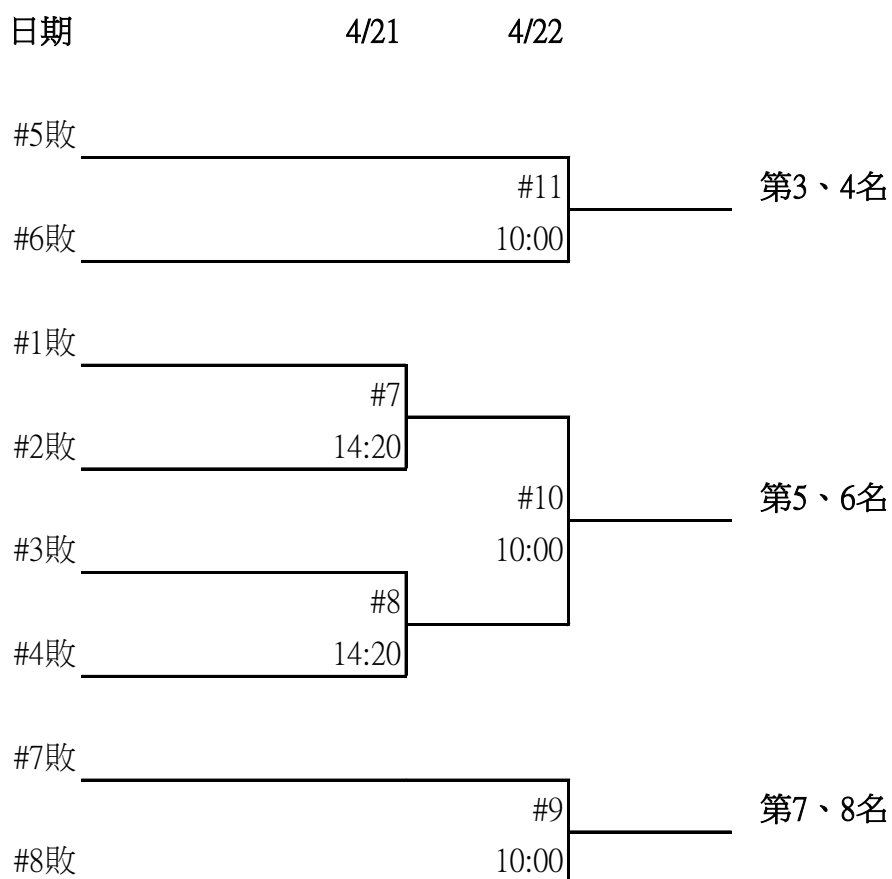 日期 4/21 4/22
#5敗
#11 第3、4名
#6敗 10:00
#1敗
#7
#2敗 14:20
#10 第5、6名
#3敗 10:00
#8
#4敗 14:20
#7敗
#9 第7、8名
#8敗 10:00